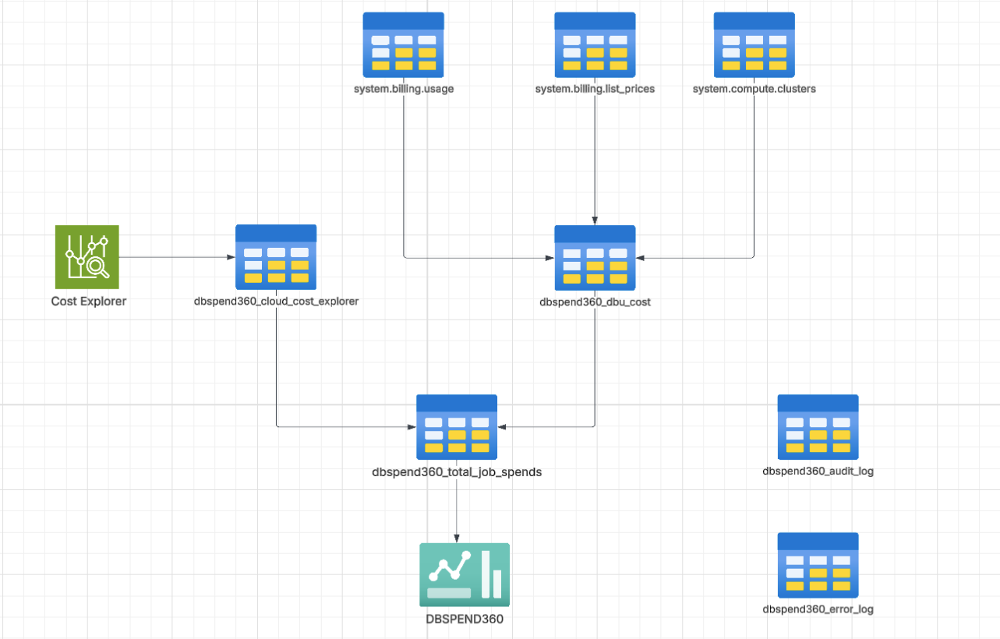 system.billing.usage
system.billing.list_prices
system.compute.clusters
Cost Explorer
dbspend360_cloud_cost_explorer
dbspend360_dbu_cost
dbspend360_total_job_spends
dbspend360_audit_log
dbspend360_error_log
DBSPEND360